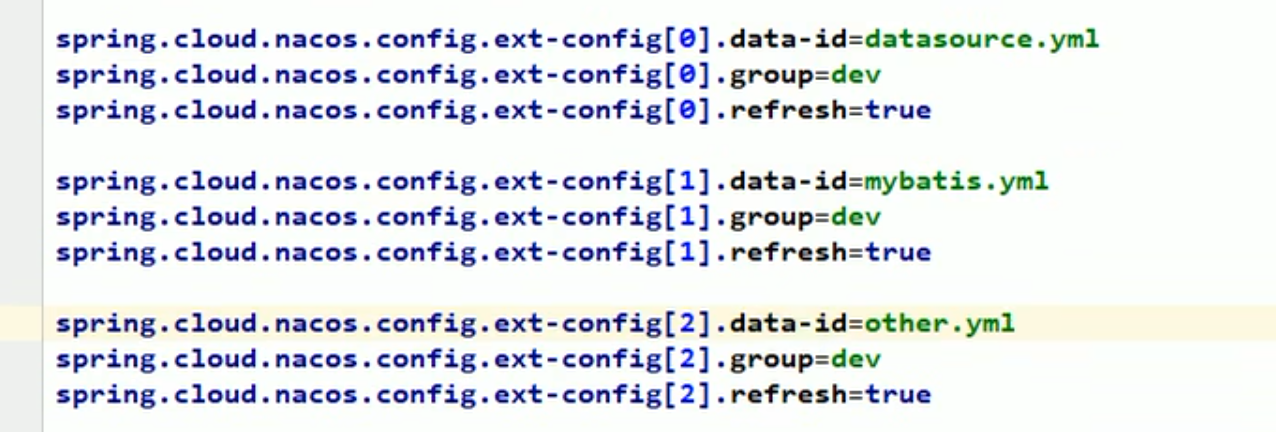 spring.cloud.nacos.config.ext-config[0].data-id=datasource.yml
spring.cloud.nacos.config.ext-config[0].group=dev
spring.cloud.nacos.config.ext-config[0].refresh=true
spring.cloud.nacos.config.ext-config[1].data-id=mybatis.yml
spring.cloud.nacos.config.ext-config[1].group=dev
spring.cloud.nacos.config.ext-config[1].refresh=true
spring.cloud.nacos.config.ext-config[2].data-id=other.yml
spring.cloud.nacos.config.ext-config[2].group=dev
spring.cloud.nacos.config.ext-config[2].refresh=true